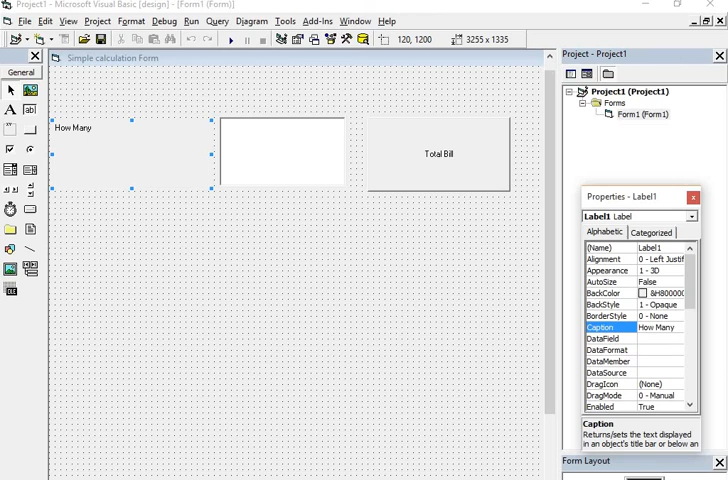 Project1 - Microsoft Visual Basic [design] - [Form1 (Form)]
File Edit View Project Format Debug Run Query Diagram Tools Add-Ins Window Help
120, 1200 3255 x 1335
General
Simple calculation Form
How Many
Total Bill
A
ab|
OLE
Project - Project1
Project1 (Project1)
Forms
Form1 (Form1)
Properties - Label1
Label1 Label
Alphabetic Categorized
(Name) Label1
Alignment 0 - Left Justif
Appearance 1 - 3D
AutoSize False
BackColor &H800000
BackStyle 1 - Opaque
BorderStyle 0 - None
Caption How Many
DataField
DataFormat
DataMember
DataSource
DragIcon (None)
DragMode 0 - Manual
Enabled True
Caption
Returns/sets the text displayed
in an object's title bar or below an
Form Layout